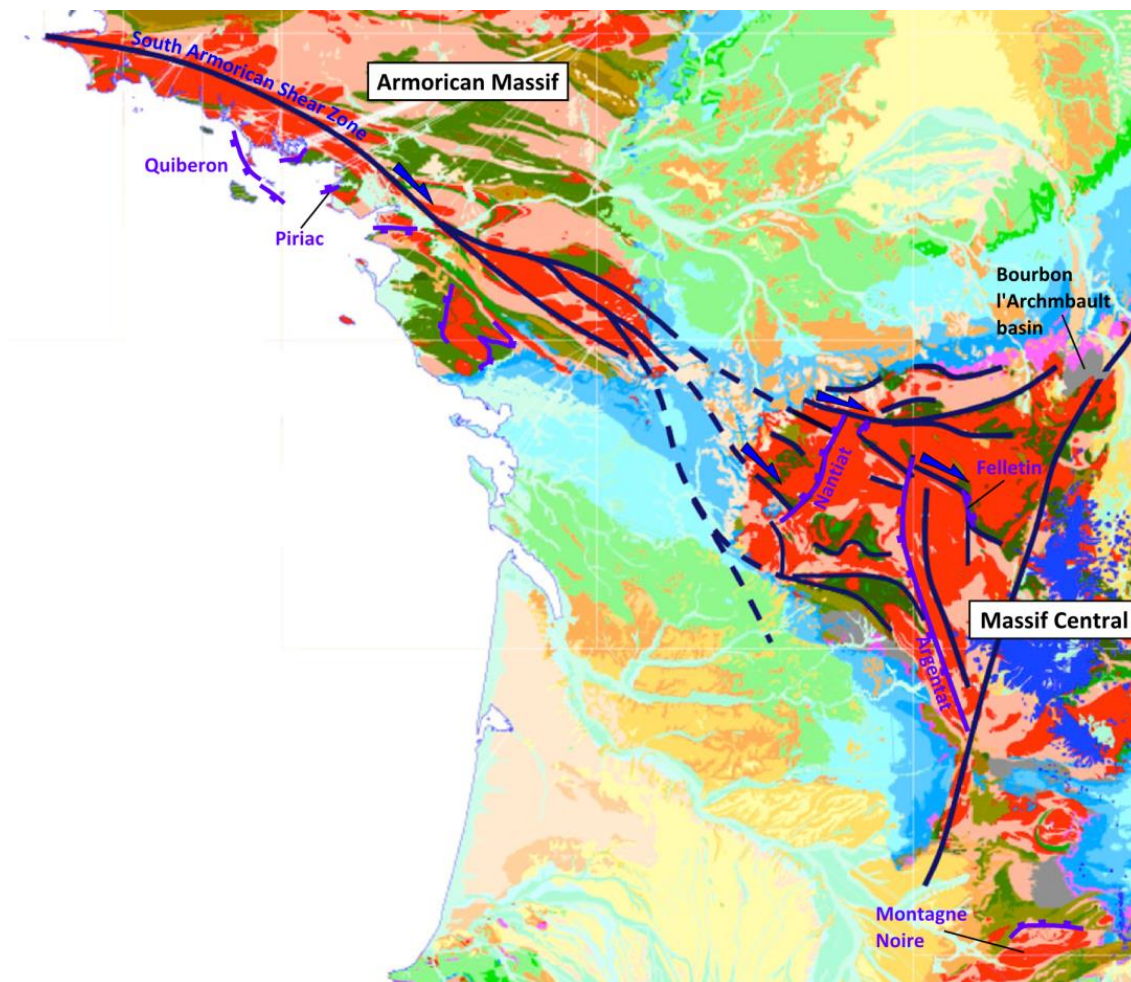 South Armorican Shear Zone
Armorican Massif
Quiberon
Piriac
Bourbon
l'Archmbault
basin
Nantiat
Felletin
Massif Central
Argentat
Montagne
Noire